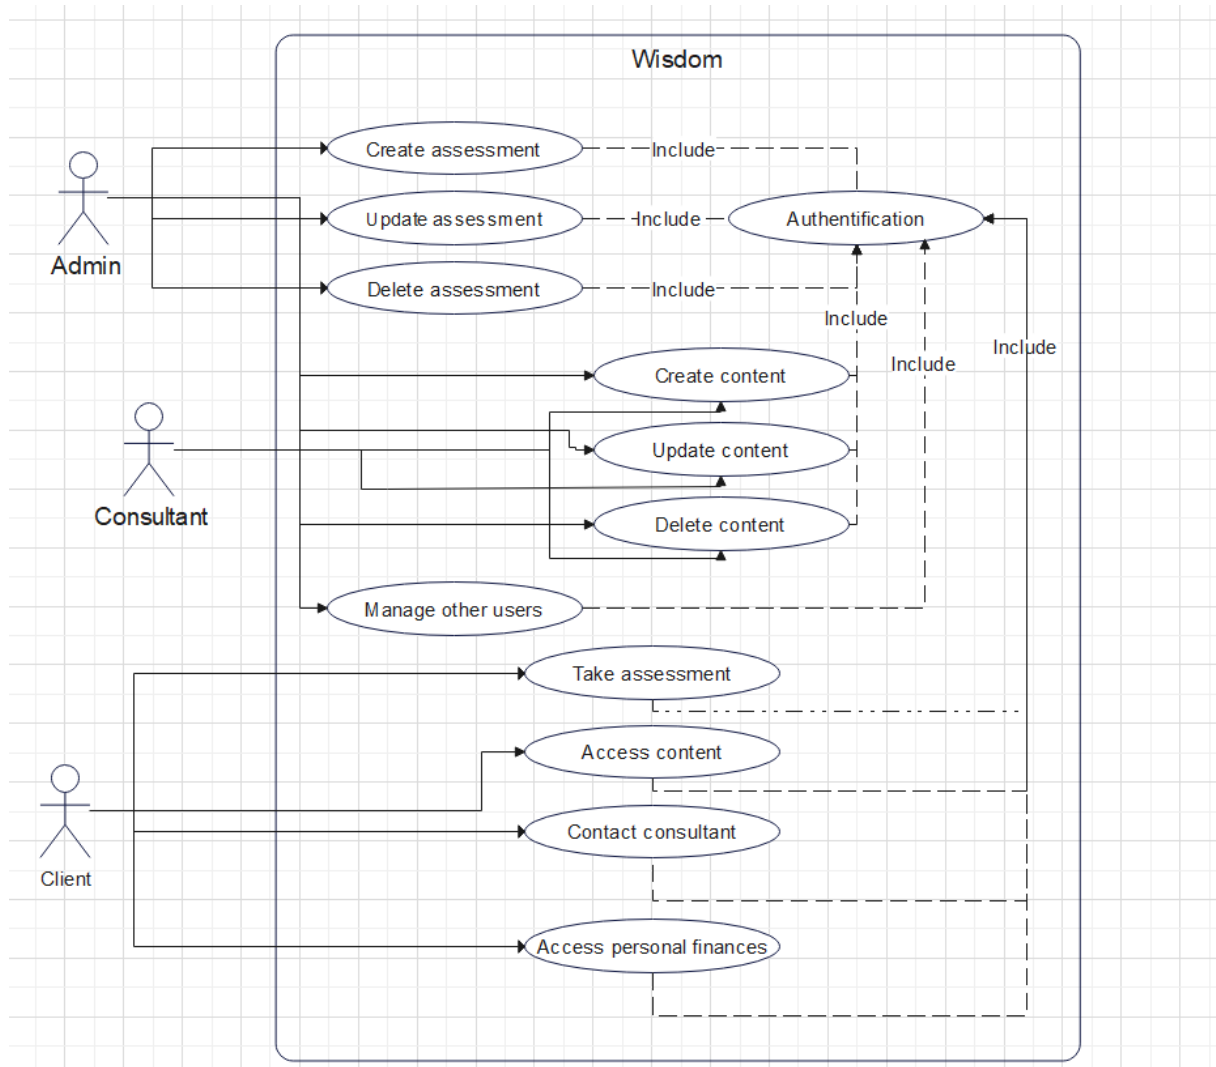 Wisdom
Create assessment
Include
Update assessment
Include
Authentification
Admin
Delete assessment
Include
Include
Include
Include
Create content
Update content
Consultant
Delete content
Manage other users
Take assessment
Access content
Contact consultant
Client
Access personal finances